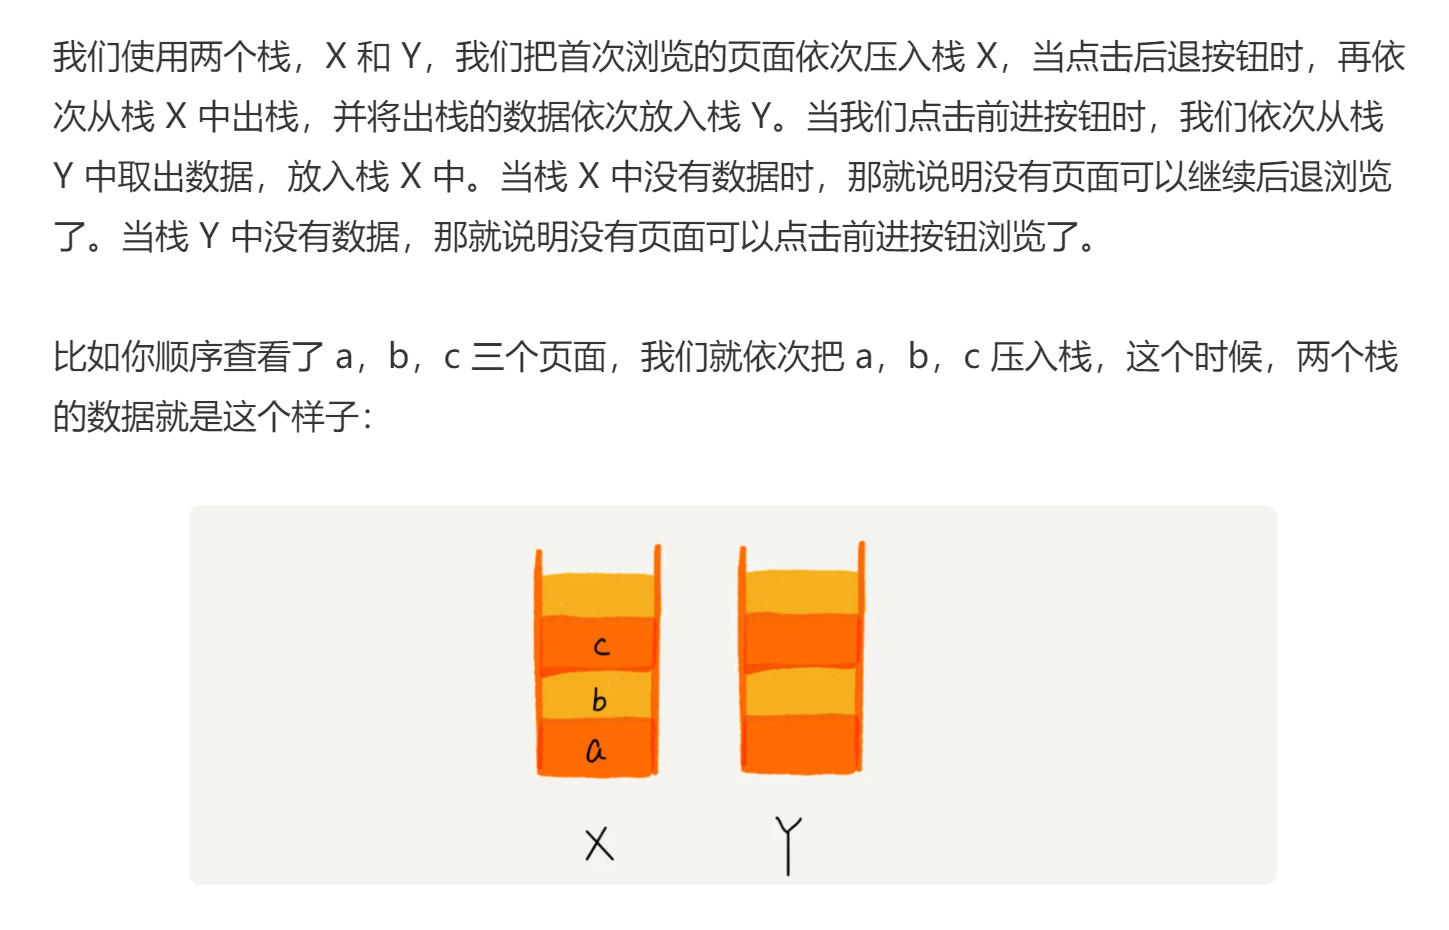 我们使用两个栈，X 和 Y，我们把首次浏览的页面依次压入栈 X，当点击后退按钮时，再依
次从栈 X 中出栈，并将出栈的数据依次放入栈 Y。当我们点击前进按钮时，我们依次从栈
Y 中取出数据，放入栈 X 中。当栈 X 中没有数据时，那就说明没有页面可以继续后退浏览
了。当栈 Y 中没有数据，那就说明没有页面可以点击前进按钮浏览了。
比如你顺序查看了 a，b，c 三个页面，我们就依次把 a，b，c 压入栈，这个时候，两个栈
的数据就是这个样子：
c
b
a
X Y